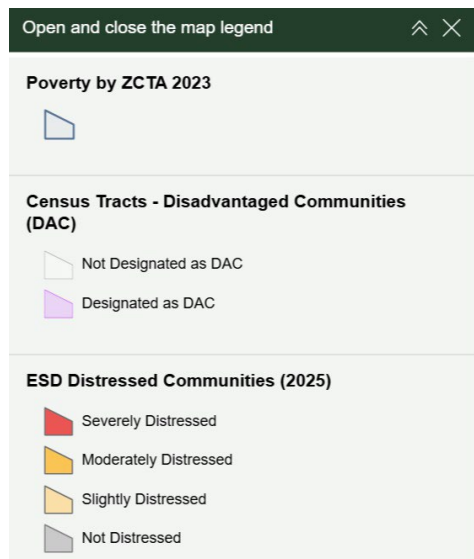 Open and close the map legend
Poverty by ZCTA 2023
Census Tracts - Disadvantaged Communities
(DAC)
Not Designated as DAC
Designated as DAC
ESD Distressed Communities (2025)
Severely Distressed
Moderately Distressed
Slightly Distressed
Not Distressed